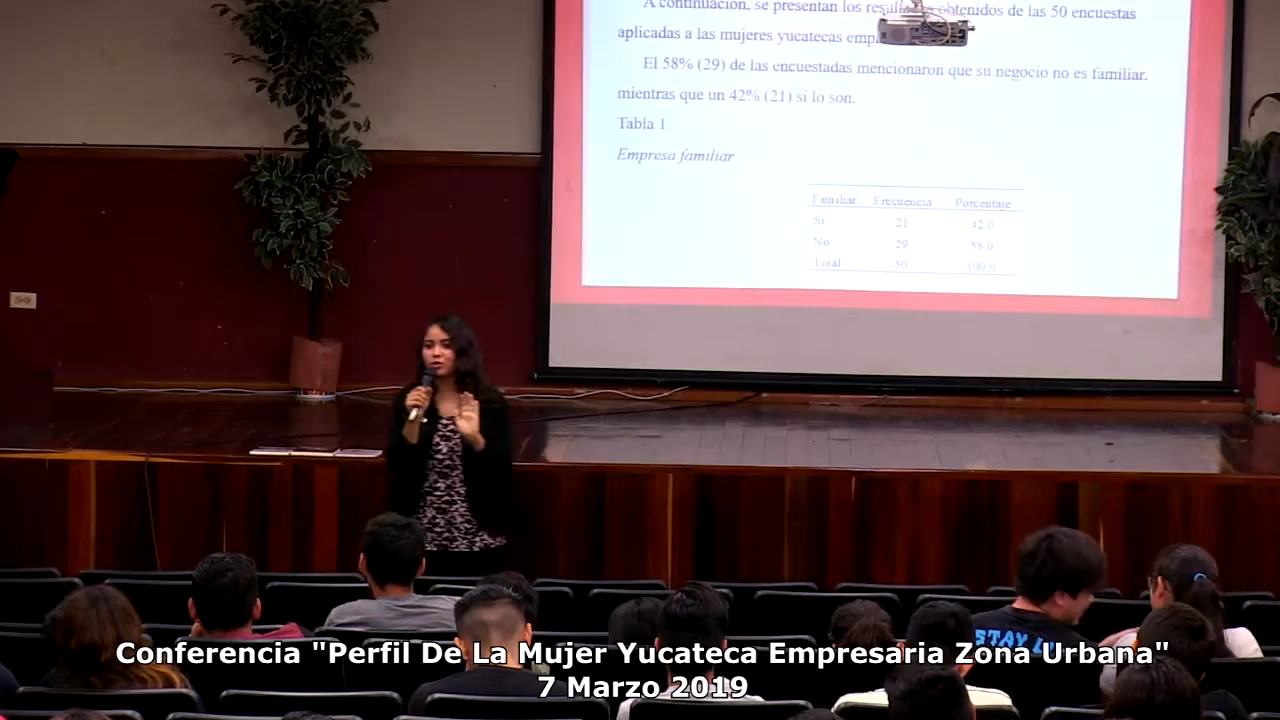 A continuación, se presentan los resultados obtenidos de las 50 encuestas
aplicadas a las mujeres yucatecas
El 58% (29) de las encuestadas mencionaron que su negocio no es familiar,
mientras que un 42% (21) si lo son.
Tabla 1
Empresa familiar
Familiar Frecuencia Porcentaje
Si 21 42.0
No 29 58.0
Total 50 100.0
STAY
Conferencia "Perfil De La Mujer Yucateca Empresaria Zona Urbana"
7 Marzo 2019